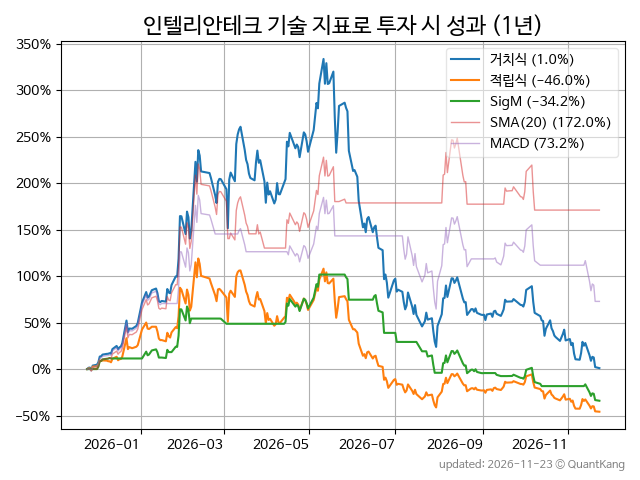 인텔리안테크 기술 지표로 투자 시 성과 (1년)
350%
300%
250%
200%
150%
100%
50%
0%
−50%
거치식 (1.0%)
적립식 (−46.0%)
SigM (−34.2%)
SMA(20) (172.0%)
MACD (73.2%)
2026-01
2026-03
2026-05
2026-07
2026-09
2026-11
updated: 2026-11-23 © QuantKang